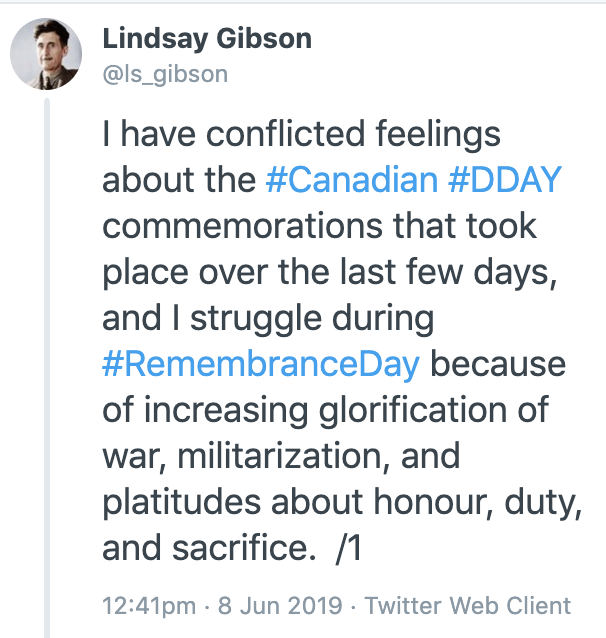 Lindsay Gibson
@ls_gibson
I have conflicted feelings
about the #Canadian #DDAY
commemorations that took
place over the last few days,
and I struggle during
#RemembranceDay because
of increasing glorification of
war, militarization, and
platitudes about honour, duty,
and sacrifice.  /1
12:41pm · 8 Jun 2019 · Twitter Web Client